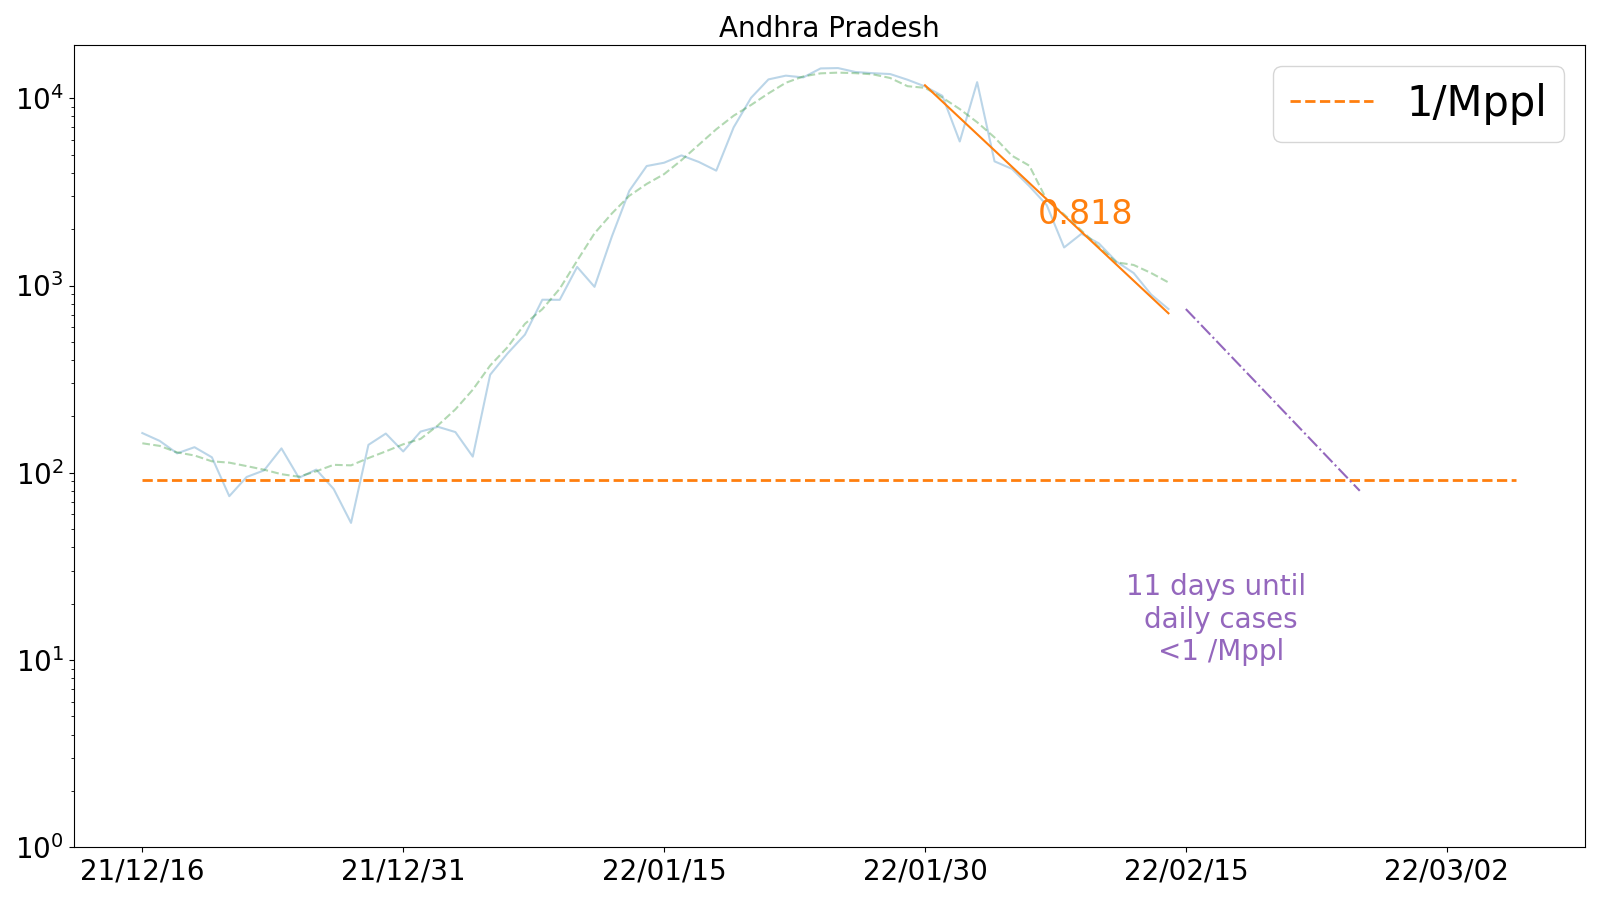 Andhra Pradesh
10⁴
10³
10²
10¹
10⁰
1/Mppl
0.818
11 days until
daily cases
<1 /Mppl
21/12/16
21/12/31
22/01/15
22/01/30
22/02/15
22/03/02